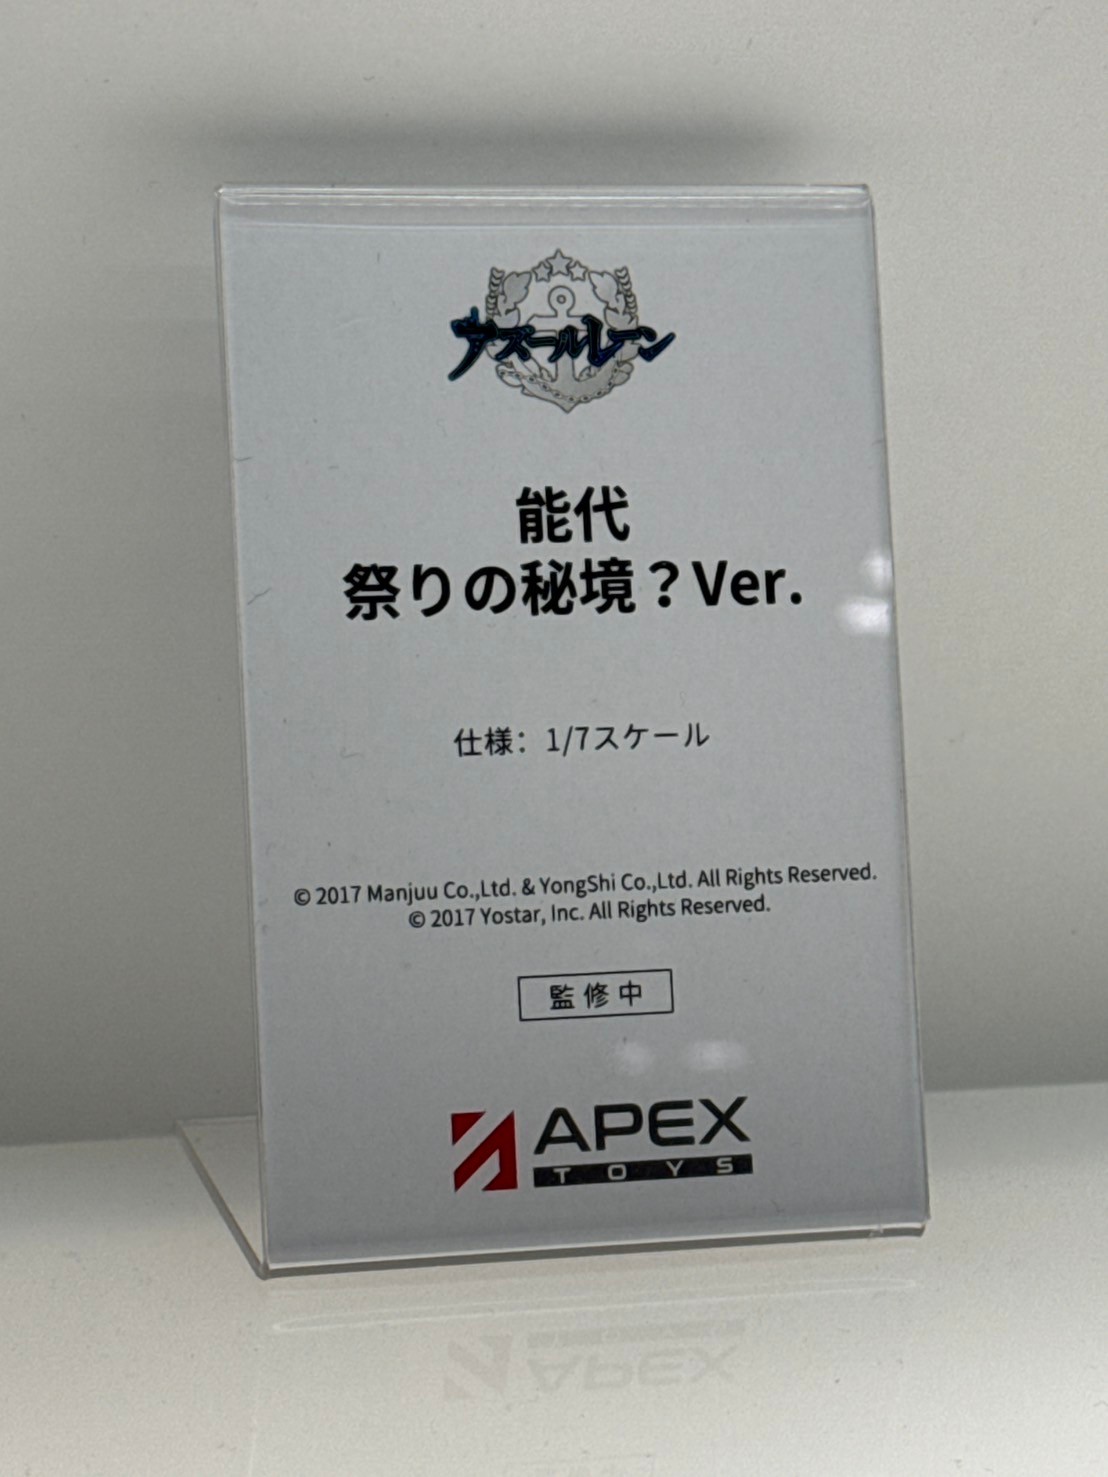 アズールレーン
能代
祭りの秘境？Ver.
仕様：1/7スケール
© 2017 Manjuu Co.,Ltd. & YongShi Co.,Ltd. All Rights Reserved.
© 2017 Yostar, Inc. All Rights Reserved.
監修中
APEX
TOYS